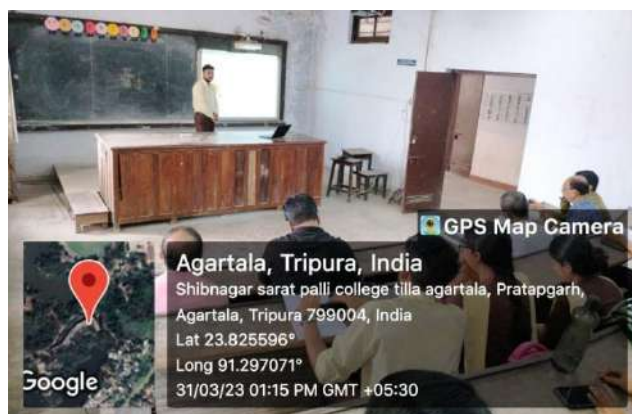 GPS Map Camera
Agartala, Tripura, India
Shibnagar sarat palli college tilla agartala, Pratapgarh,
Agartala, Tripura 799004, India
Lat 23.825596°
Long 91.297071°
31/03/23 01:15 PM GMT +05:30
Google